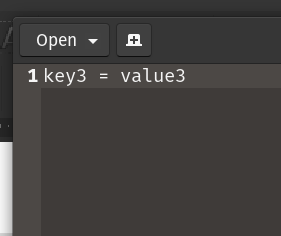 Open
1 key3 = value3